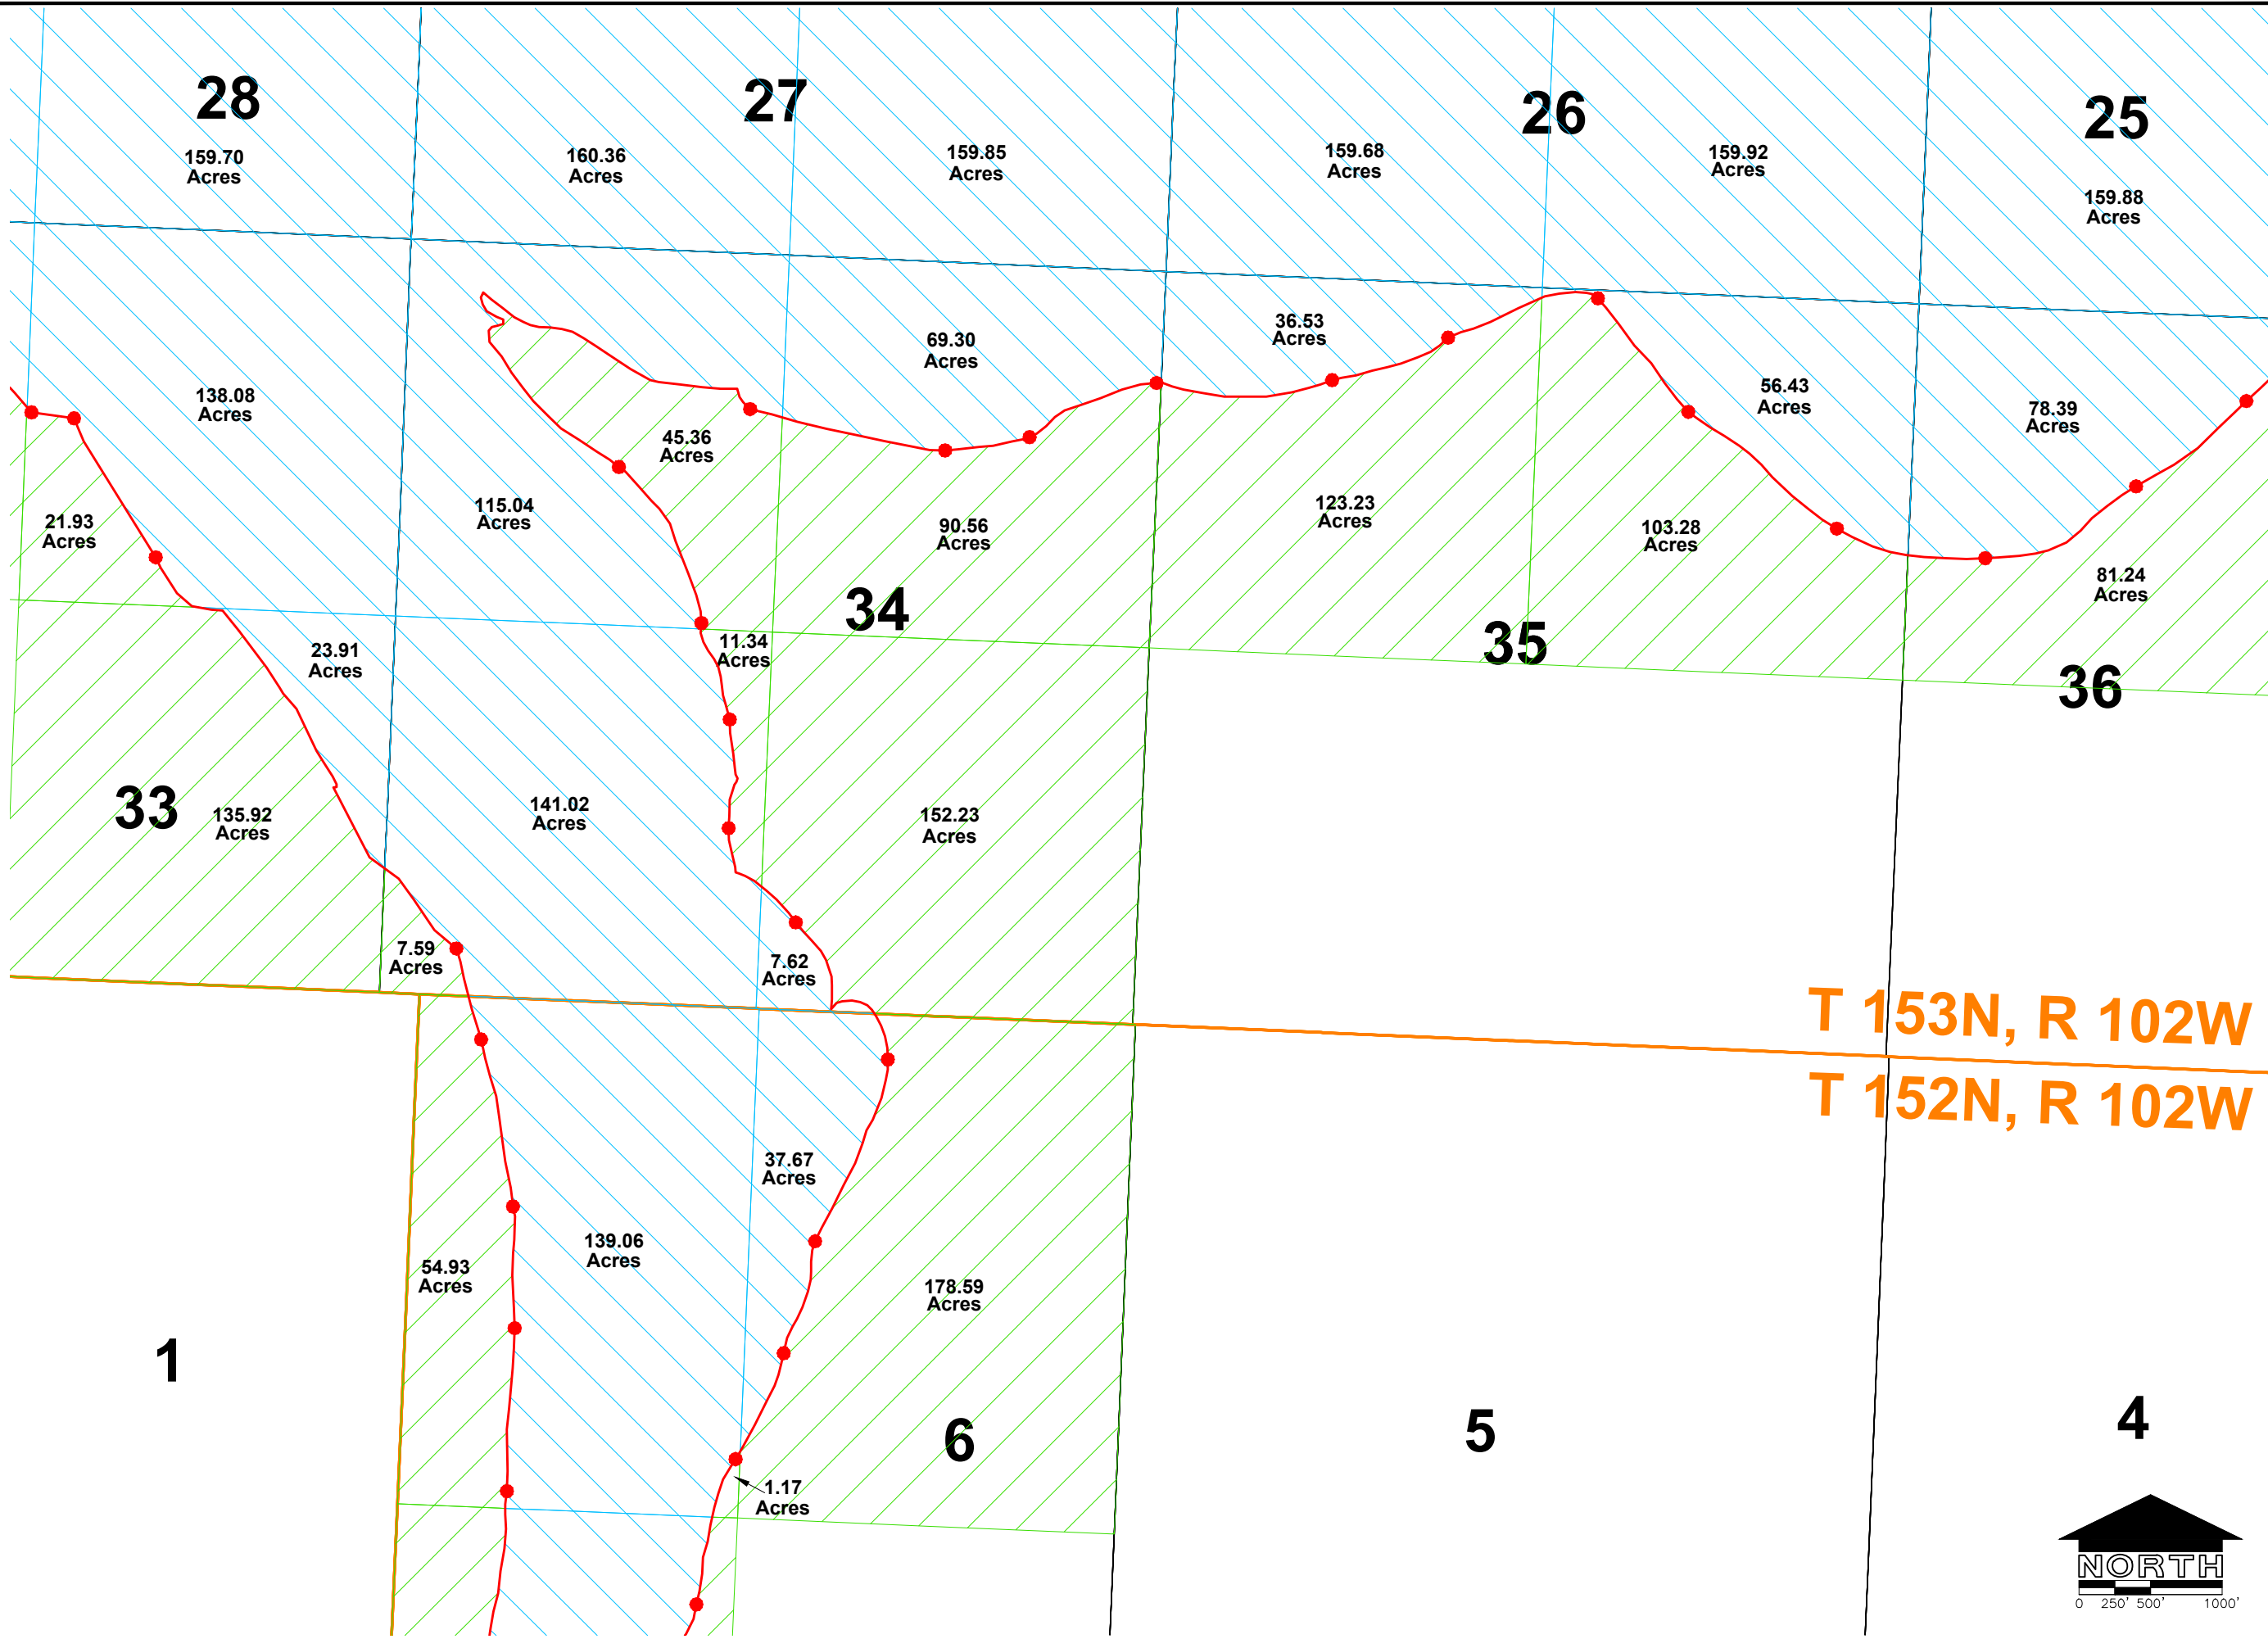 28
27
26
25
159.70
Acres
160.36
Acres
159.85
Acres
159.68
Acres
159.92
Acres
159.88
Acres
138.08
Acres
69.30
Acres
36.53
Acres
56.43
Acres
78.39
Acres
45.36
Acres
21.93
Acres
115.04
Acres
90.56
Acres
123.23
Acres
103.28
Acres
81.24
Acres
34
35
36
23.91
Acres
11.34
Acres
33
135.92
Acres
141.02
Acres
152.23
Acres
7.59
Acres
7.62
Acres
T 153N, R 102W
T 152N, R 102W
37.67
Acres
139.06
Acres
54.93
Acres
178.59
Acres
1
6
5
4
1.17
Acres
NORTH
0 250' 500' 1000'